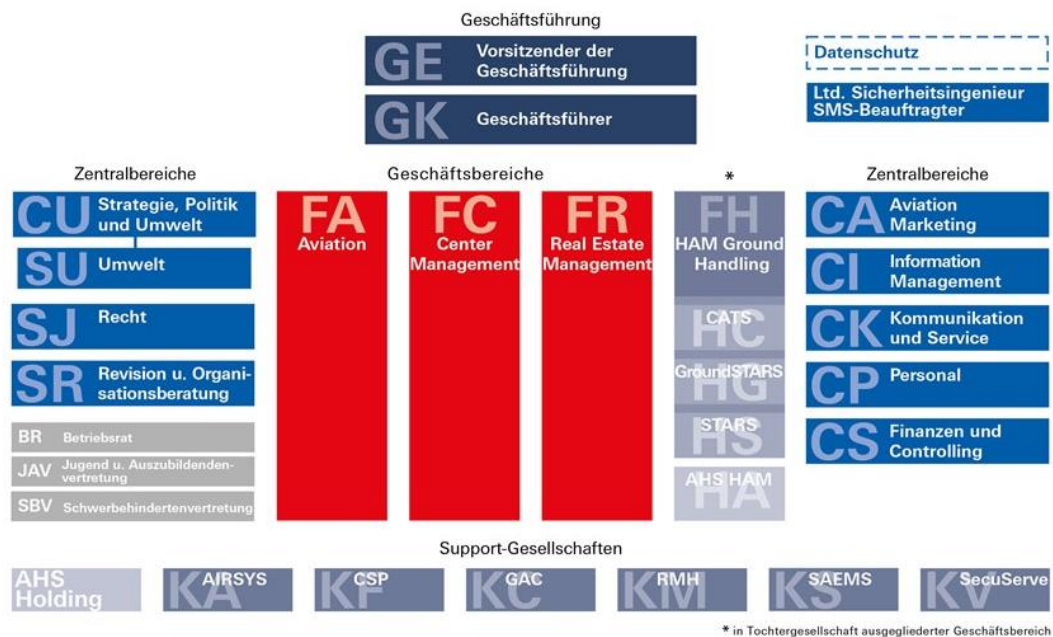 Geschäftsführung
GE Vorsitzender der
Geschäftsführung
GK Geschäftsführer
Datenschutz
Ltd. Sicherheitsingenieur
SMS-Beauftragter
Zentralbereiche
CU Strategie, Politik
und Umwelt
SU Umwelt
SJ Recht
SR Revision u. Organi-
sationsberatung
BR Betriebsrat
JAV Jugend u. Auszubildenden-
vertretung
SBV Schwerbehindertenvertretung
Geschäftsbereiche
FA
Aviation
FC
Center
Management
FR
Real Estate
Management
*
FH
HAM Ground
Handling
CATS
HC
GroundSTARS
HG
STARS
HS
AHS HAM
HA
Zentralbereiche
CA Aviation
Marketing
CI Information
Management
CK Kommunikation
und Service
CP Personal
CS Finanzen und
Controlling
Support-Gesellschaften
AHS
Holding
KA AIRSYS
KF CSP
KC GAC
KM RMH
KS SAEMS
KV SecuServe
* in Tochtergesellschaft ausgegliederter Geschäftsbereich